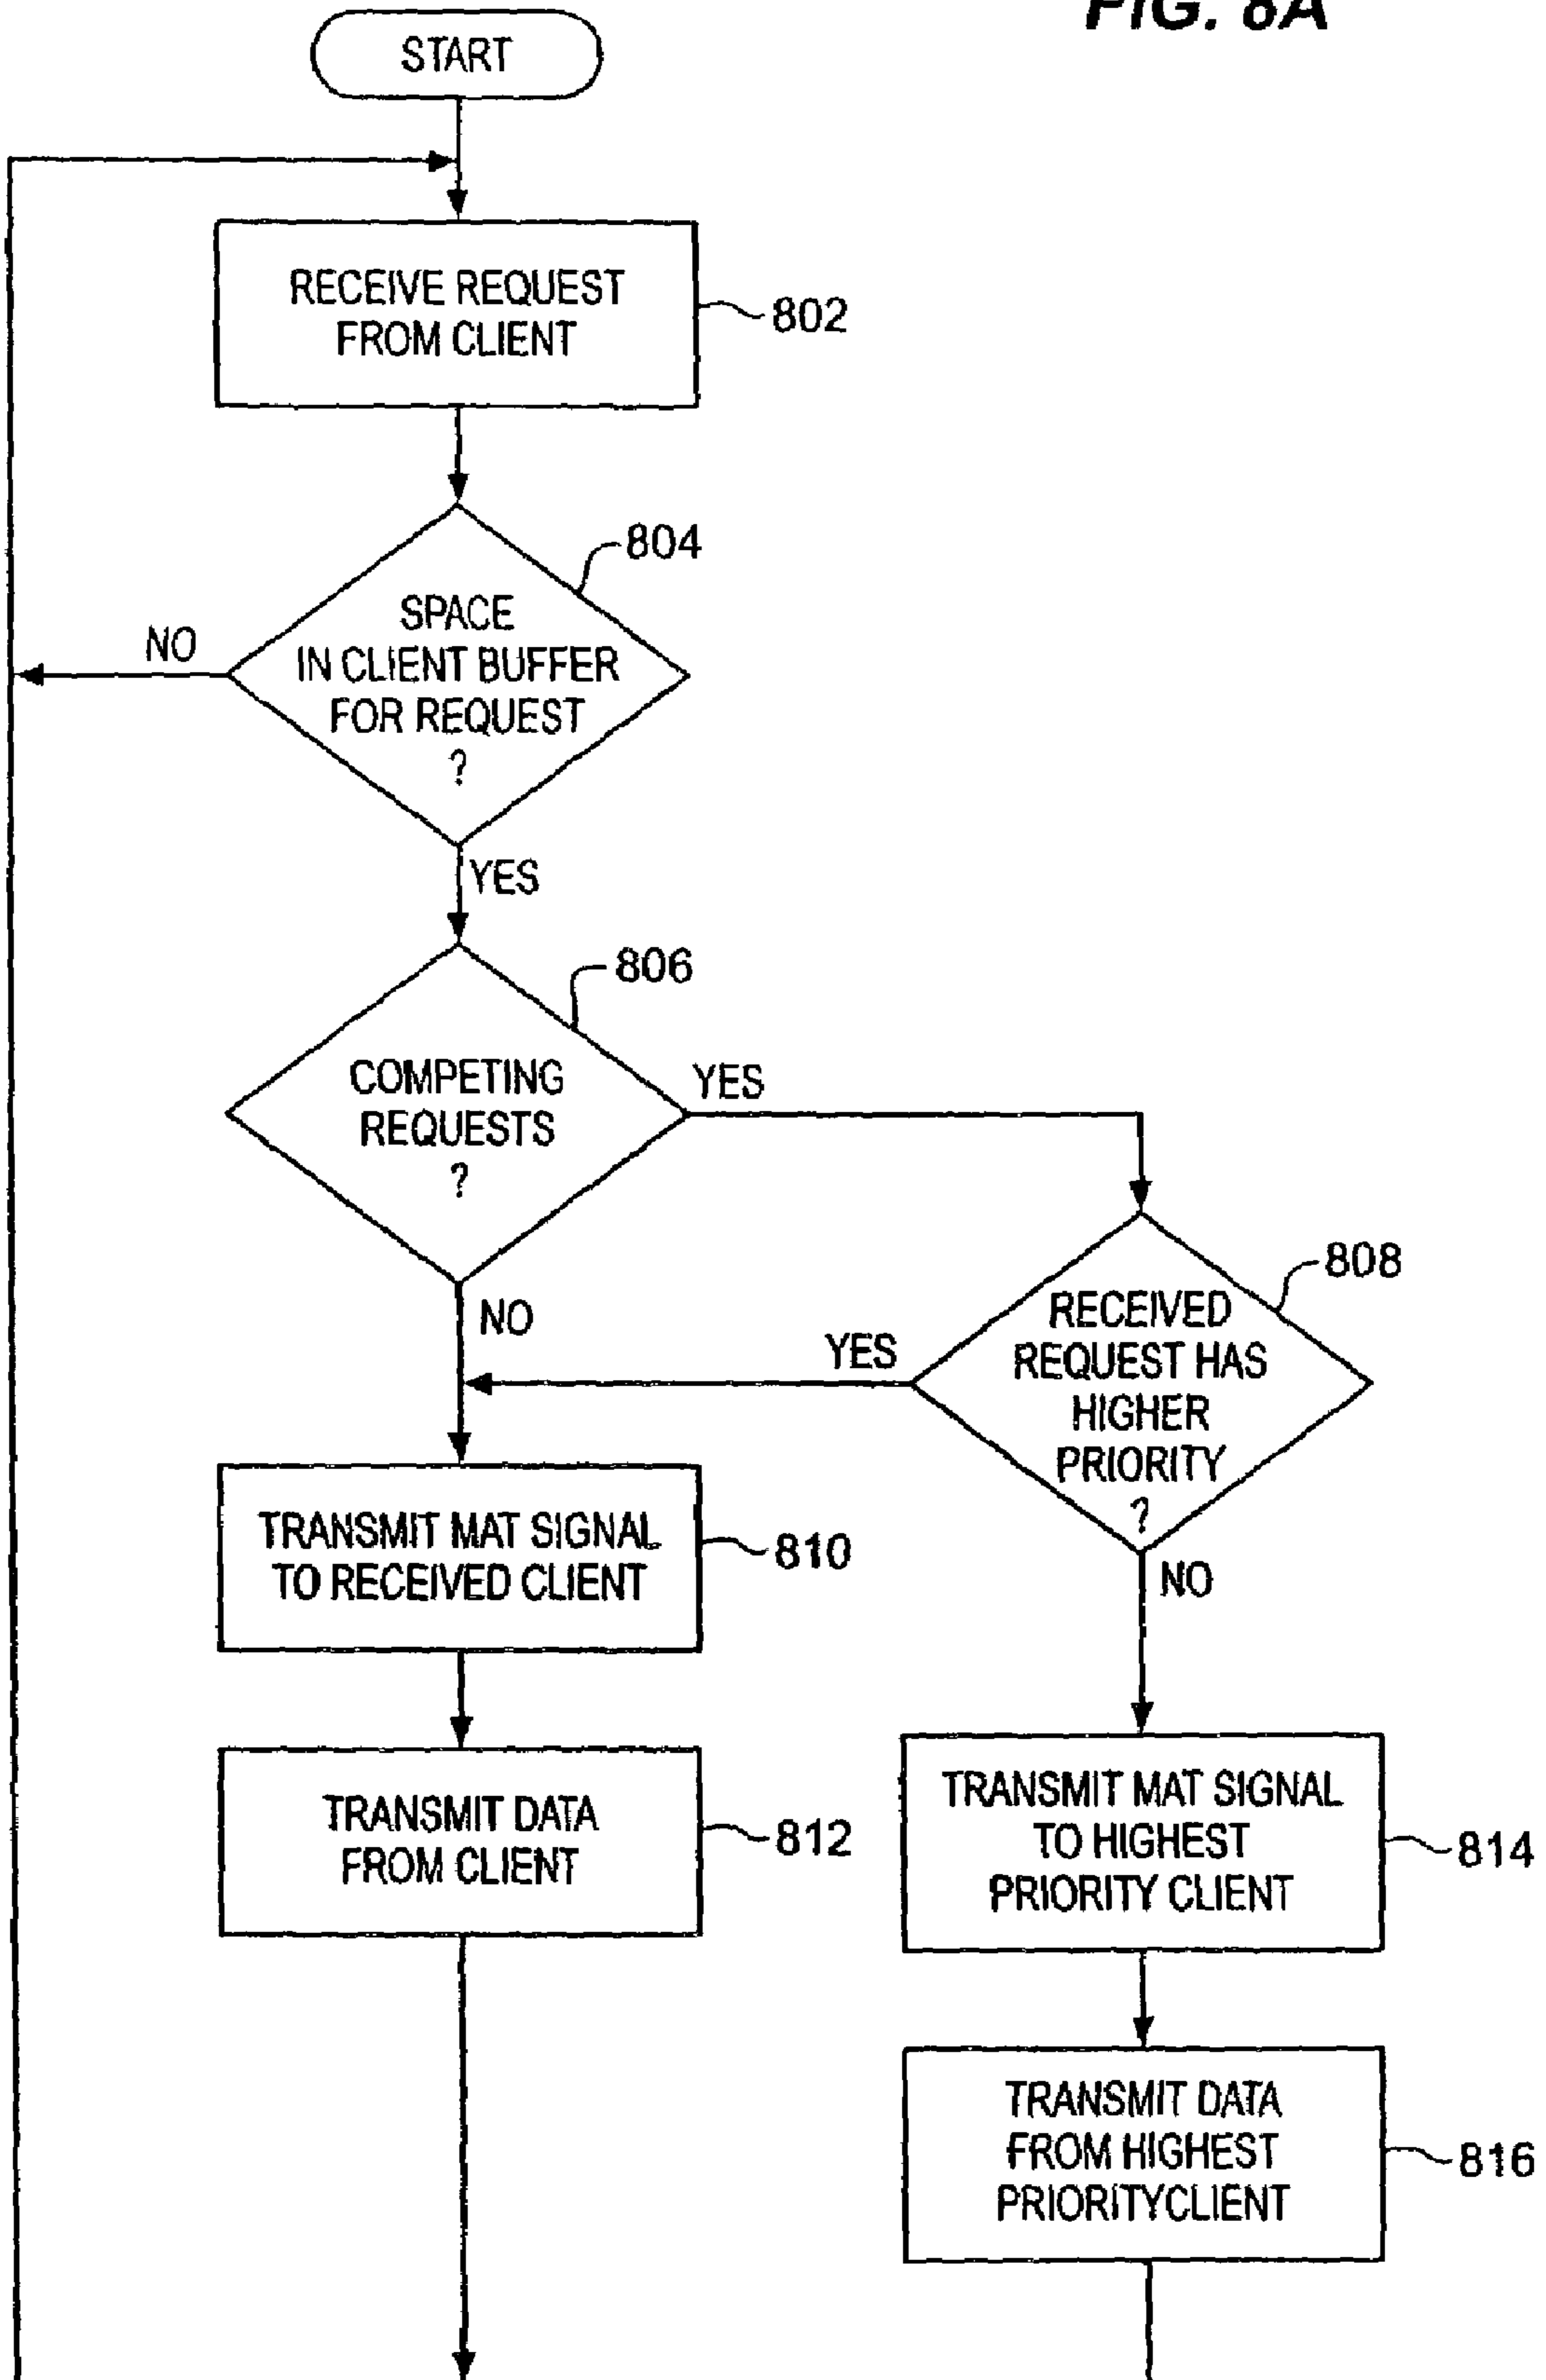 FIG. 8A
START
RECEIVE REQUEST
FROM CLIENT
802
804
SPACE
IN CLIENT BUFFER
FOR REQUEST
?
NO
YES
806
COMPETING
REQUESTS
?
YES
NO
808
RECEIVED
REQUEST HAS
HIGHER
PRIORITY
?
YES
NO
TRANSMIT MAT SIGNAL
TO RECEIVED CLIENT
810
TRANSMIT DATA
FROM CLIENT
812
TRANSMIT MAT SIGNAL
TO HIGHEST
PRIORITY CLIENT
814
TRANSMIT DATA
FROM HIGHEST
PRIORITYCLIENT
816